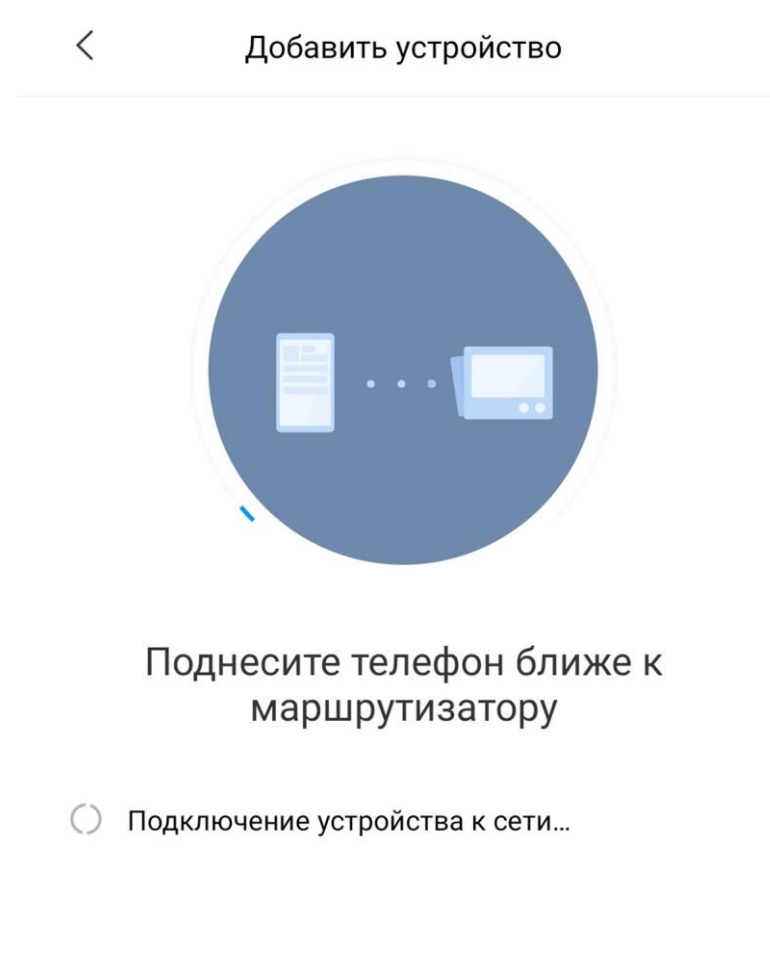 Добавить устройство
Поднесите телефон ближе к
маршрутизатору
Подключение устройства к сети...